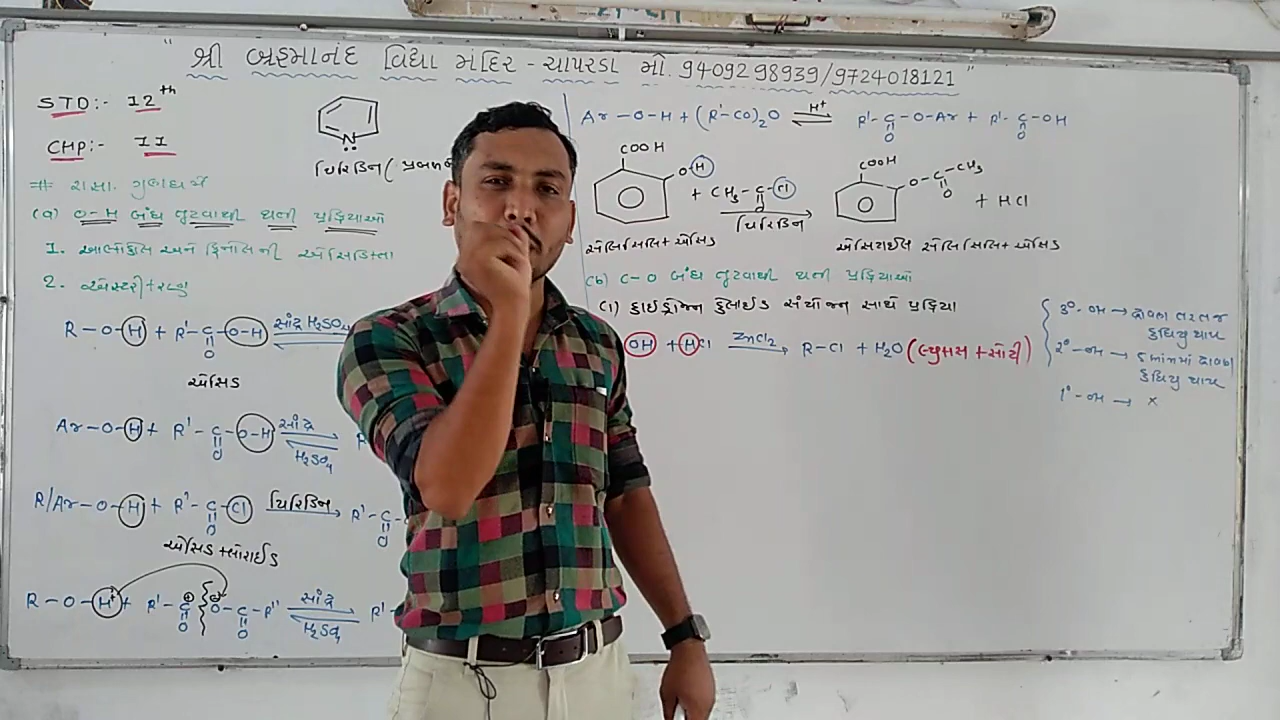 " શ્રી બ્રહ્માનંદ વિદ્યા મંદિર - ચાપરડા મો. 9409298939/9724018121 "
STD:- 12th
CHP:- 11
N
પિરિડિન (
⇒ રાસા. ગુણધર્મો
(a) O-H બંધ તૂટવાથી થતી પ્રક્રિયાઓ
1. આલ્કોહોલ અને ફિનોલની એસિડિકતા
2. એસ્ટરીકરણ
R-O-H + R'-C-O-H સાંદ્ર H2SO4
O
એસિડ
Ar-O-H + R'-C-O-H સાંદ્ર
O H2SO4
R/Ar-O-H + R'-C-Cl પિરિડિન R'-C-
O O
એસિડ ક્લોરાઈડ
R-O-H+ + R'-C O-C-R'' સાંદ્ર R'-
O O H2SO4
Ar-O-H + (R'-CO)2O ⇌ H+ R'-C-O-Ar + R'-C-OH
O O
COOH
OH + CH3-C-Cl → પિરિડિન
O
COOH
O-C-CH3 + HCl
O
સેલિસિલિક એસિડ
એસિટાઈલ સેલિસિલિક એસિડ
(b) C-O બંધ તૂટવાથી થતી પ્રક્રિયાઓ
(1) હાઈડ્રોજન હેલાઈડ સંયોજન સાથે પ્રક્રિયા
OH + HCl ZnCl2 → R-Cl + H2O (લ્યુકાસ કસોટી)
3°-OH → દ્રાવણ તરત જ
ડહોળું થાય
2°-OH → 5 મિનિટમાં દ્રાવણ
ડહોળું થાય
1°-OH → ×